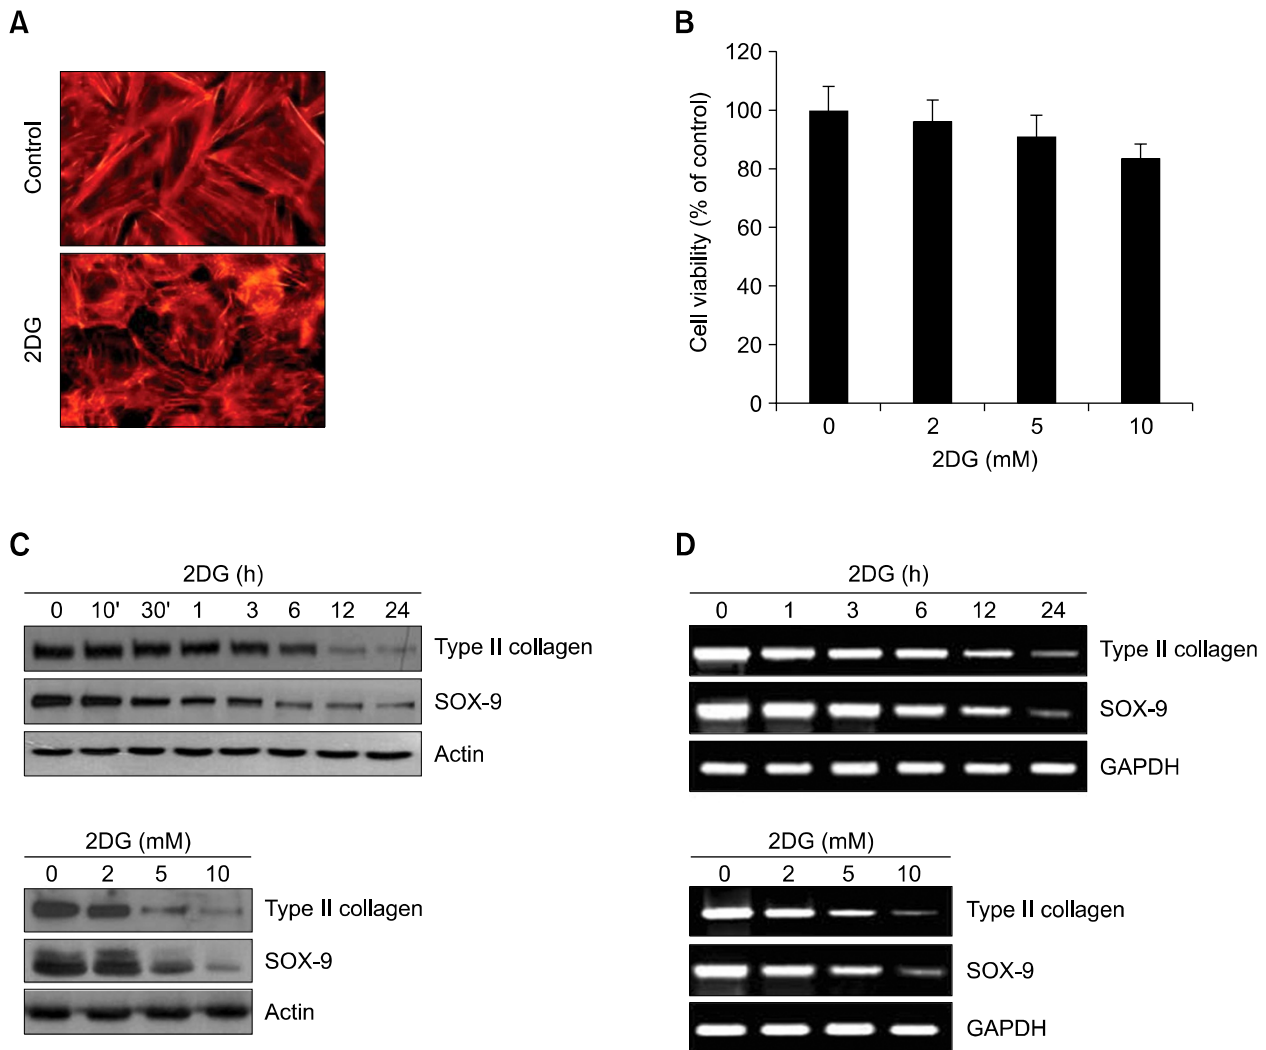 A
Control
2DG
B
Cell viability (% of control)
120
100
80
60
40
20
0
0 2 5 10
2DG (mM)
C
2DG (h)
0 10' 30' 1 3 6 12 24
Type II collagen
SOX-9
Actin
2DG (mM)
0 2 5 10
Type II collagen
SOX-9
Actin
D
2DG (h)
0 1 3 6 12 24
Type II collagen
SOX-9
GAPDH
2DG (mM)
0 2 5 10
Type II collagen
SOX-9
GAPDH